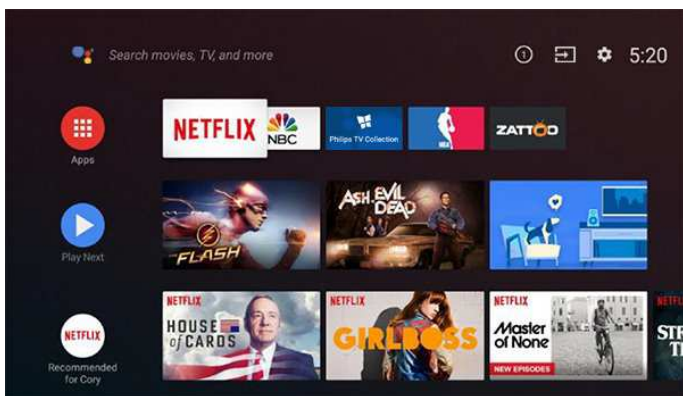 Search movies, TV, and more
1
5:20
Apps
NETFLIX
NBC
Philips TV Collection
NBA
ZATTOO
Play Next
FLASH
ASH VS EVIL DEAD
NETFLIX
Recommended
for Cory
NETFLIX
HOUSE
of CARDS
NETFLIX
GIRLBOSS
NETFLIX
Master
of None
NEW EPISODES